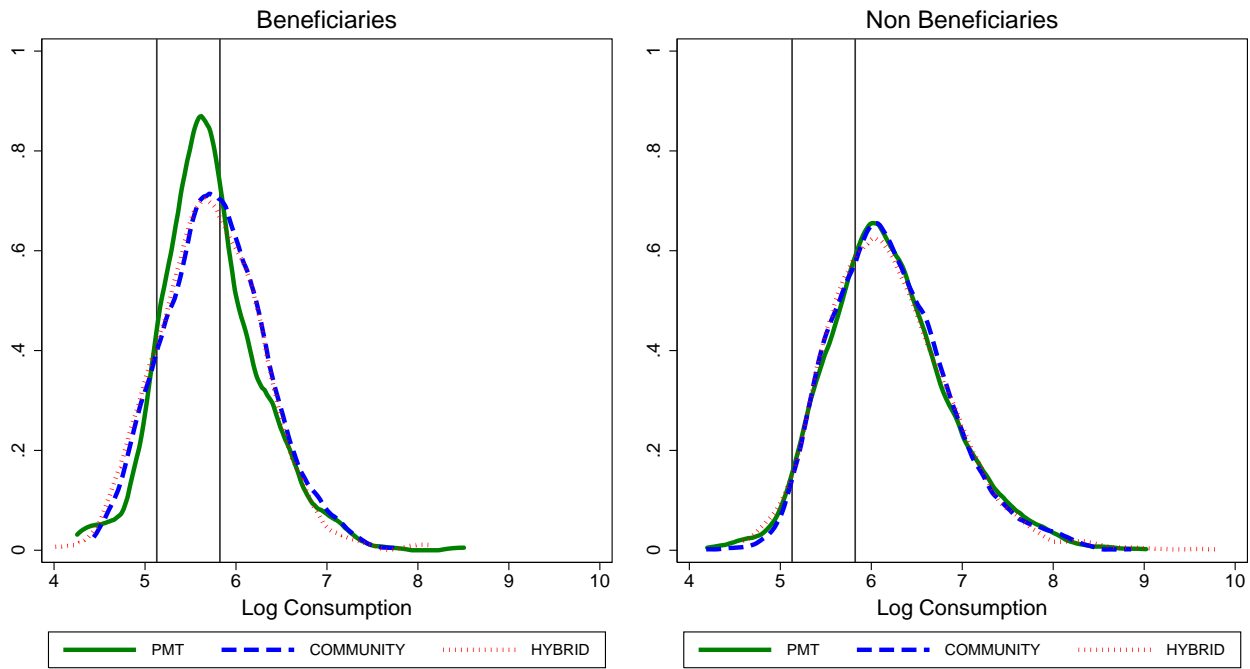 Beneficiaries
1
.8
.6
.4
.2
0
4 5 6 7 8 9 10
Log Consumption
PMT COMMUNITY HYBRID
Non Beneficiaries
1
.8
.6
.4
.2
0
4 5 6 7 8 9 10
Log Consumption
PMT COMMUNITY HYBRID